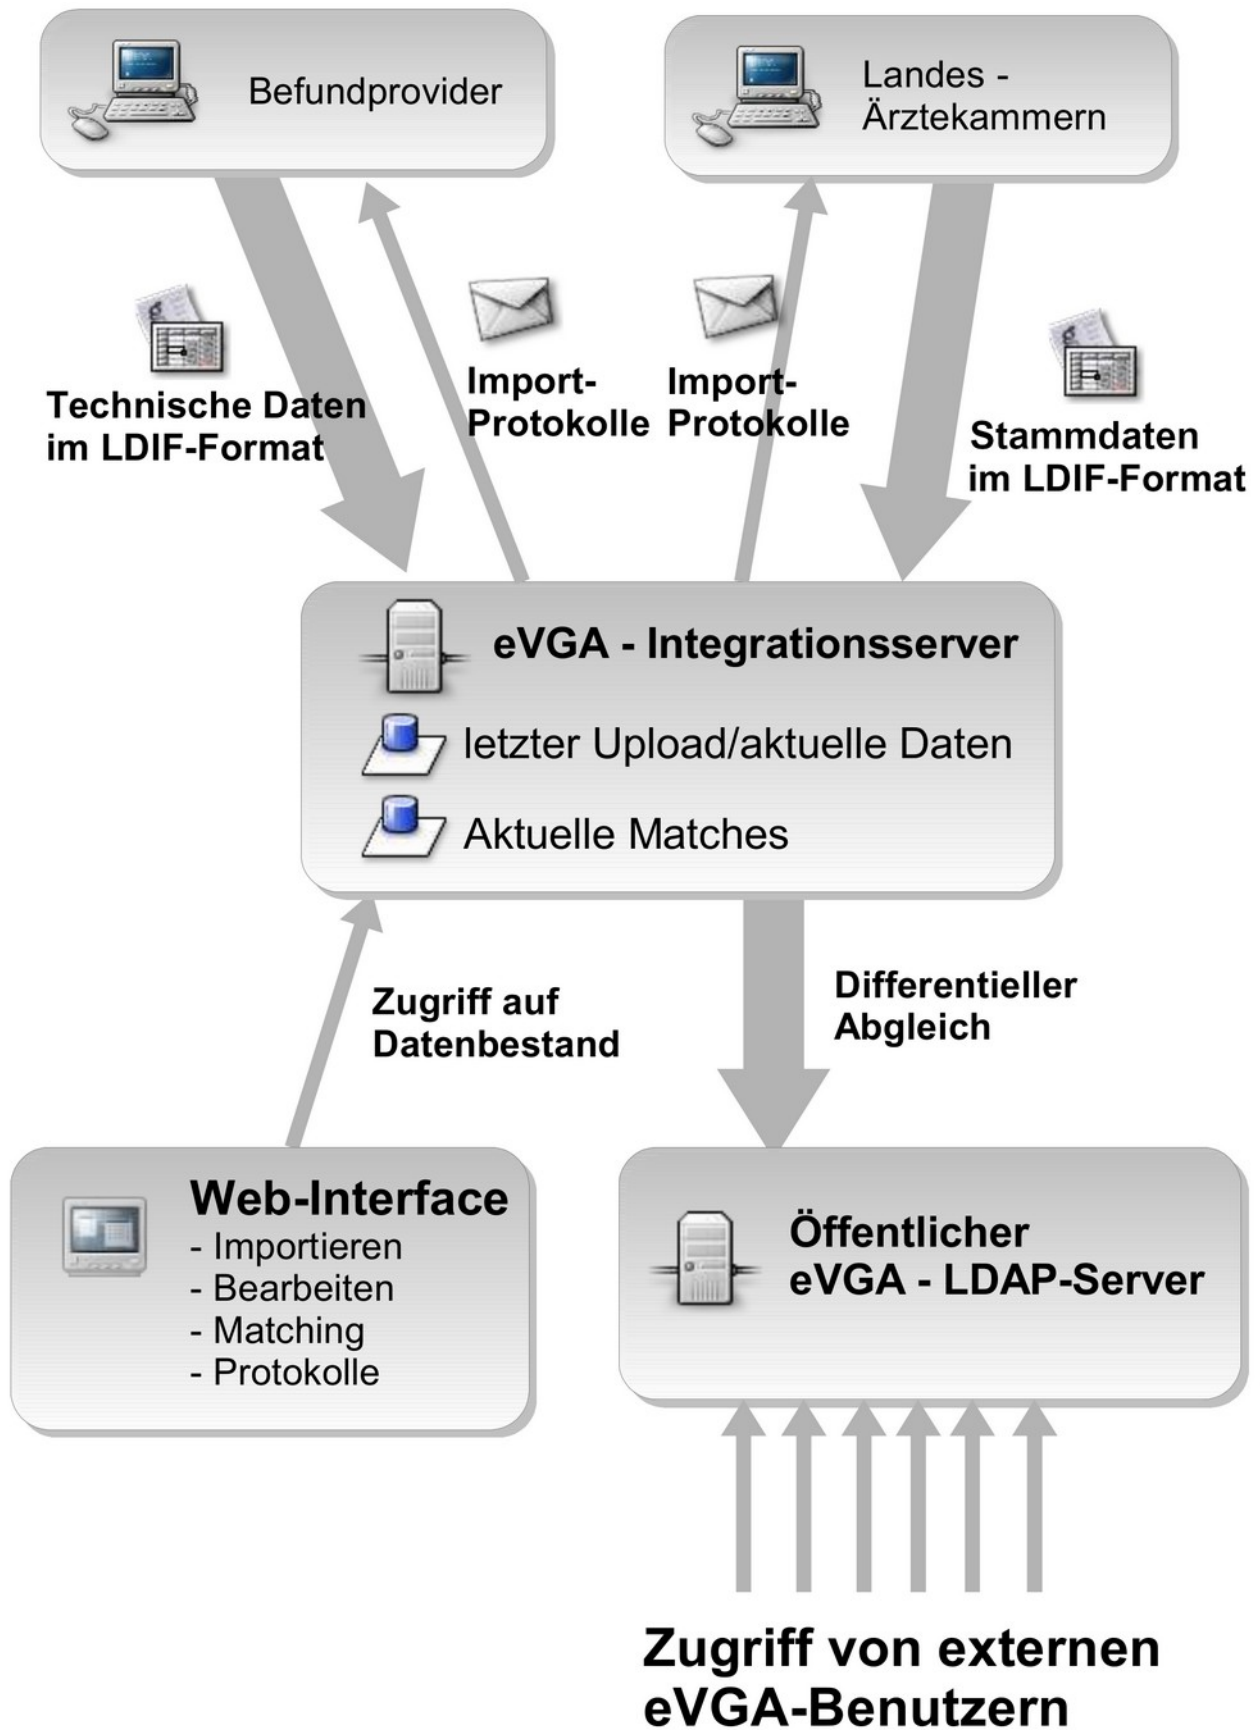 Befundprovider
Landes -
Ärztekammern
Technische Daten
im LDIF-Format
Import-
Protokolle
Import-
Protokolle
Stammdaten
im LDIF-Format
eVGA - Integrationsserver
letzter Upload/aktuelle Daten
Aktuelle Matches
Zugriff auf
Datenbestand
Differentieller
Abgleich
Web-Interface
- Importieren
- Bearbeiten
- Matching
- Protokolle
Öffentlicher
eVGA - LDAP-Server
Zugriff von externen
eVGA-Benutzern